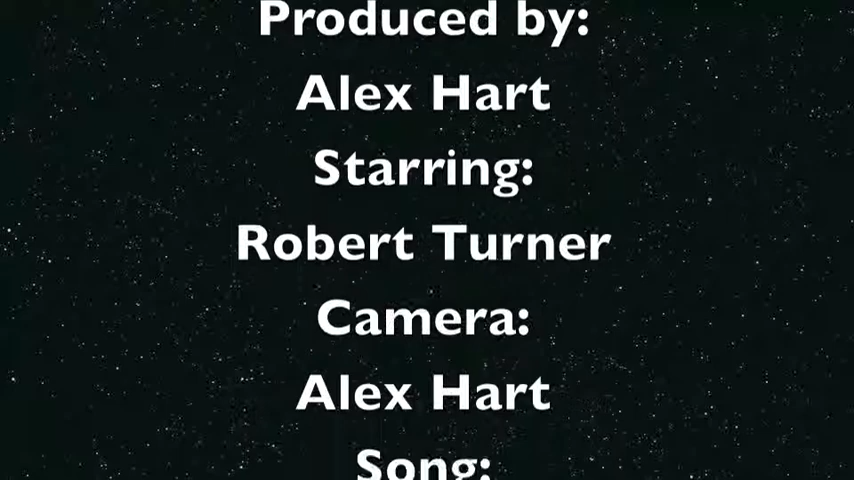 Produced by:
Alex Hart
Starring:
Robert Turner
Camera:
Alex Hart
Song: